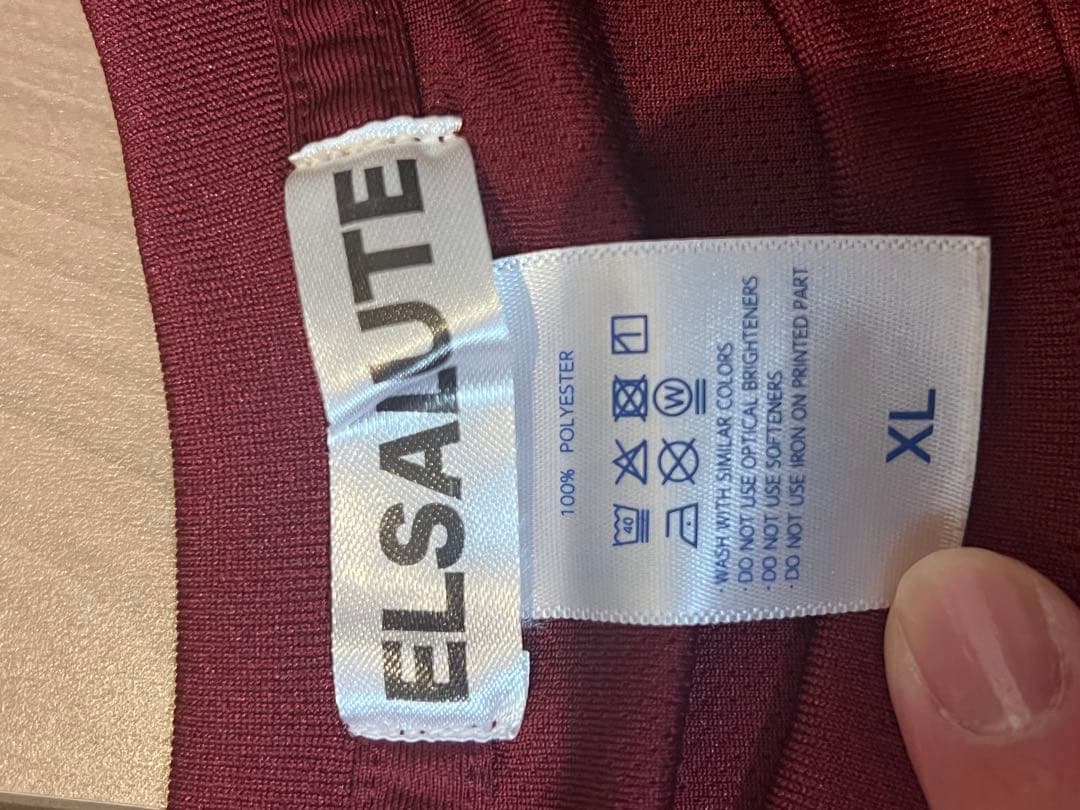 ELSALUTE
100% POLYESTER
40
W
· WASH WITH SIMILAR COLORS
· DO NOT USE OPTICAL BRIGHTENERS
· DO NOT USE SOFTENERS
· DO NOT USE IRON ON PRINTED PART
XL